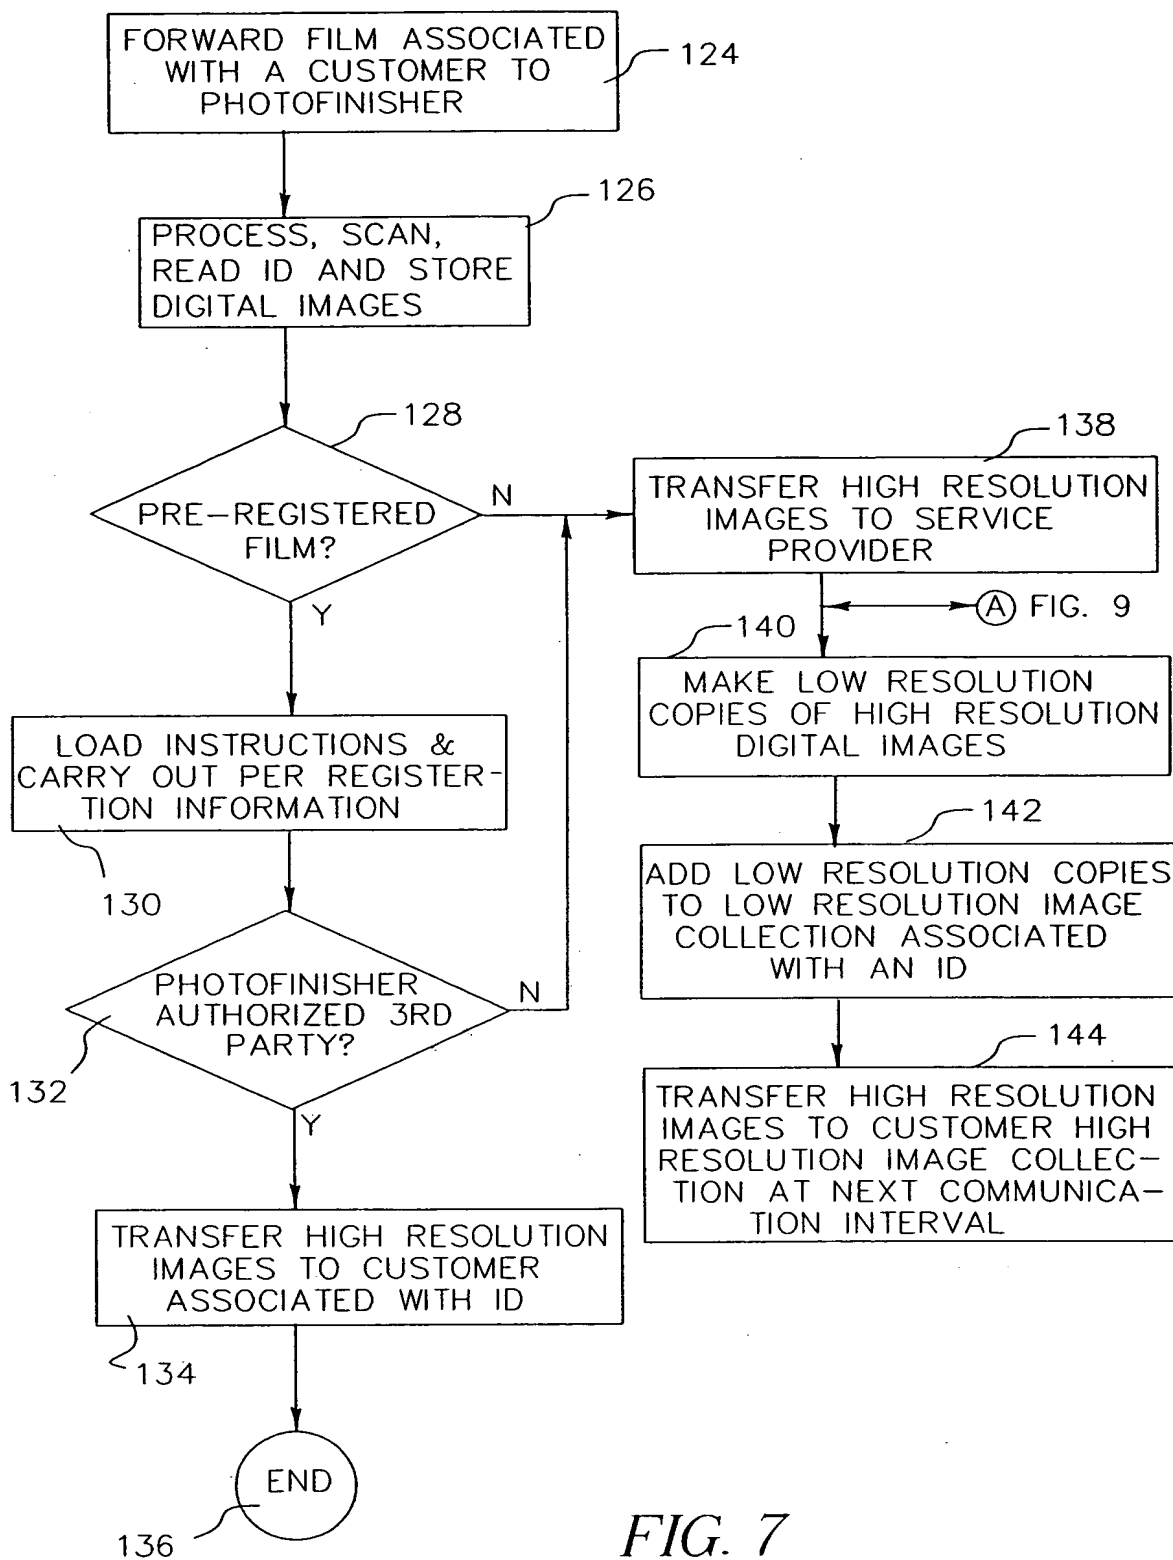 FORWARD FILM ASSOCIATED
WITH A CUSTOMER TO
PHOTOFINISHER
124
PROCESS, SCAN,
READ ID AND STORE
DIGITAL IMAGES
126
PRE-REGISTERED
FILM?
128
N
Y
LOAD INSTRUCTIONS &
CARRY OUT PER REGISTER-
TION INFORMATION
130
PHOTOFINISHER
AUTHORIZED 3RD
PARTY?
132
N
Y
TRANSFER HIGH RESOLUTION
IMAGES TO CUSTOMER
ASSOCIATED WITH ID
134
END
136
138
TRANSFER HIGH RESOLUTION
IMAGES TO SERVICE
PROVIDER
A FIG. 9
140
MAKE LOW RESOLUTION
COPIES OF HIGH RESOLUTION
DIGITAL IMAGES
142
ADD LOW RESOLUTION COPIES
TO LOW RESOLUTION IMAGE
COLLECTION ASSOCIATED
WITH AN ID
144
TRANSFER HIGH RESOLUTION
IMAGES TO CUSTOMER HIGH
RESOLUTION IMAGE COLLEC-
TION AT NEXT COMMUNICA-
TION INTERVAL
FIG. 7